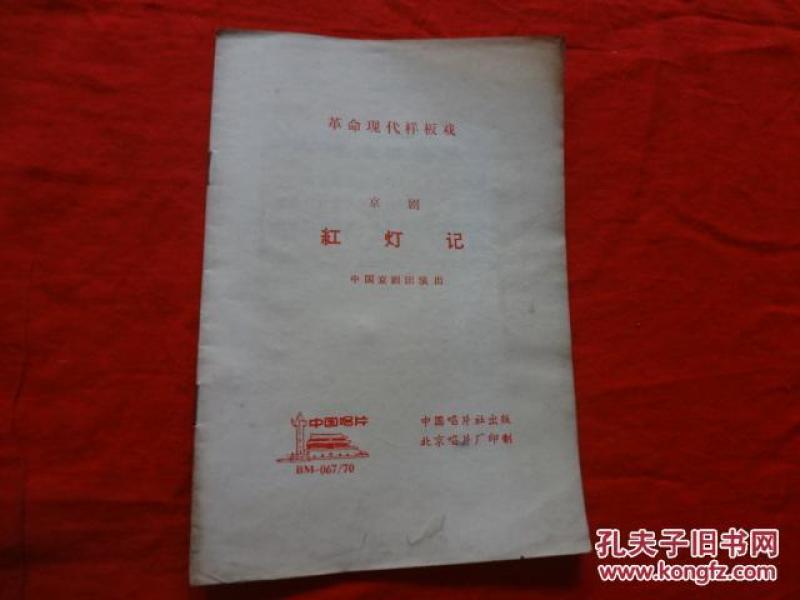 革命现代样板戏
京剧
紅灯记
中国京剧团演出
中国唱片
BM-067/70
中国唱片社出版
北京唱片厂印制
孔夫子旧书网
www.kongfz.com